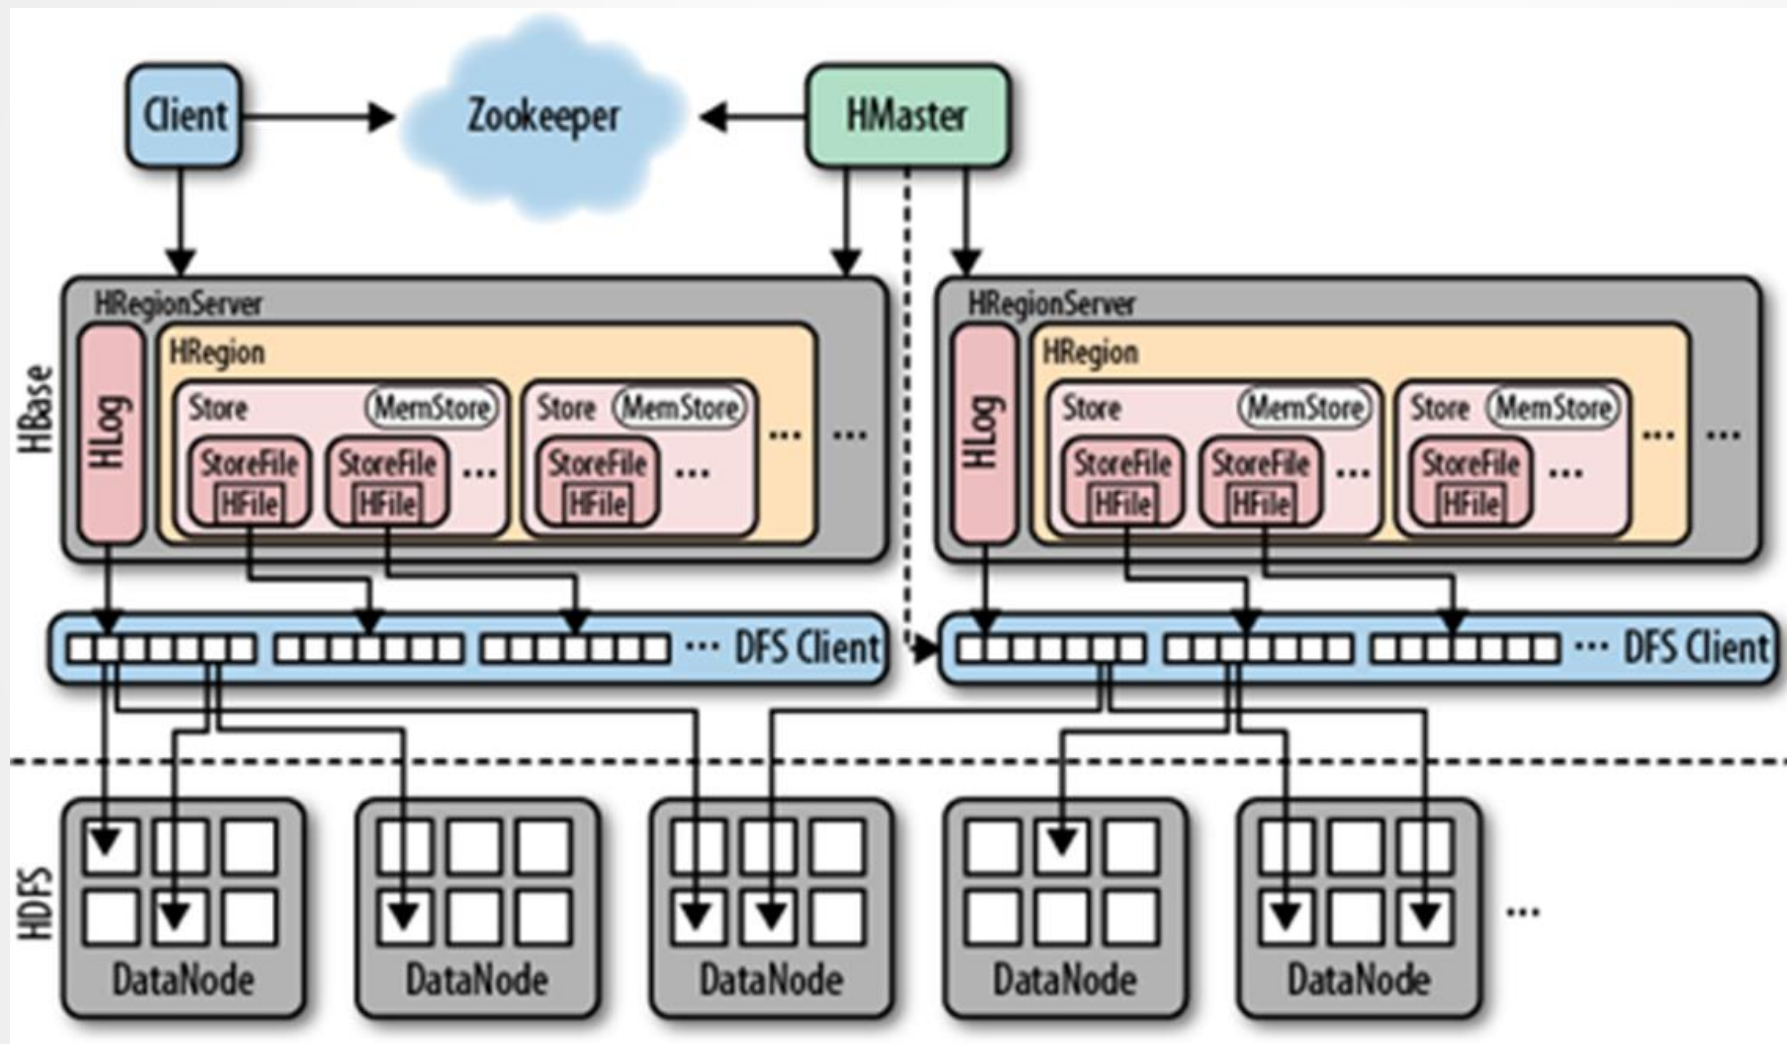 Client
Zookeeper
HMaster
HBase
HRegionServer
HLog
HRegion
Store
MemStore
StoreFile
HFile
StoreFile
HFile
...
Store
MemStore
StoreFile
HFile
...
...
...
HRegionServer
HLog
HRegion
Store
MemStore
StoreFile
HFile
StoreFile
HFile
...
Store
MemStore
StoreFile
HFile
...
...
...
... DFS Client
... DFS Client
HDFS
DataNode
DataNode
DataNode
DataNode
DataNode
...